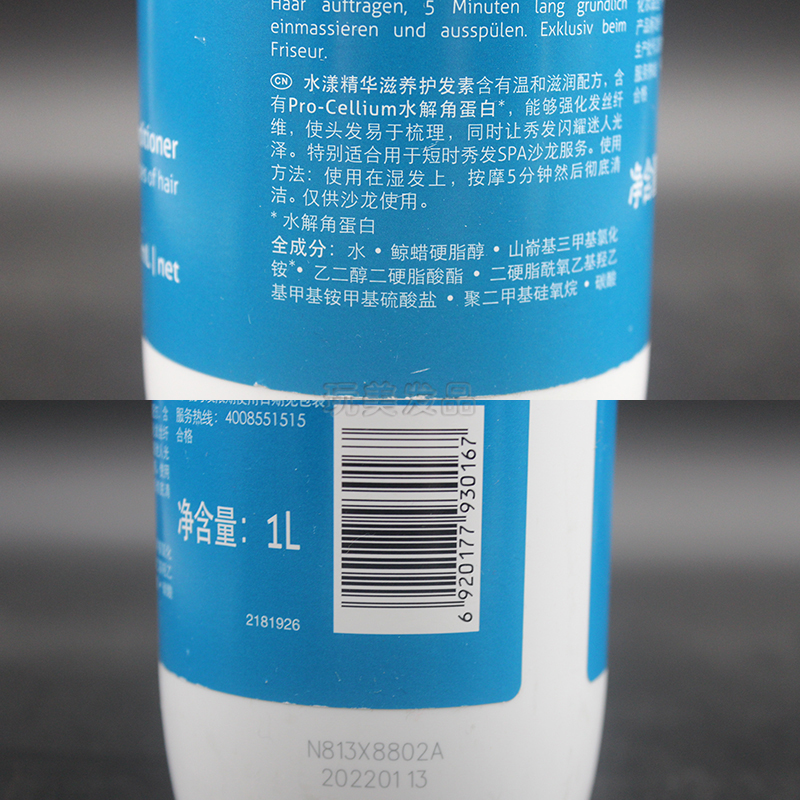 Haar auftragen, 5 Minuten lang gründlich
einmassieren und ausspülen. Exklusiv beim
Friseur.
CN 水漾精华滋养护发素含有温和滋润配方，含
有Pro-Cellium水解角蛋白*，能够强化发丝纤
维，使头发易于梳理，同时让秀发闪耀迷人光
泽。特别适合用于短时秀发SPA沙龙服务。使用
方法：使用在湿发上，按摩5分钟然后彻底清
洁。仅供沙龙使用。
* 水解角蛋白
全成分：水 • 鲸蜡硬脂醇 • 山嵛基三甲基氯化
铵*• 乙二醇二硬脂酸酯 • 二硬脂酰氧乙基羟乙
基甲基铵甲基硫酸盐 • 聚二甲基硅氧烷 • 碳酸
of hair
net
净含
玩美发品
服务热线：4008551515
合格
净含量：1L
2181926
6 920177 930167
N813X8802A
20220113